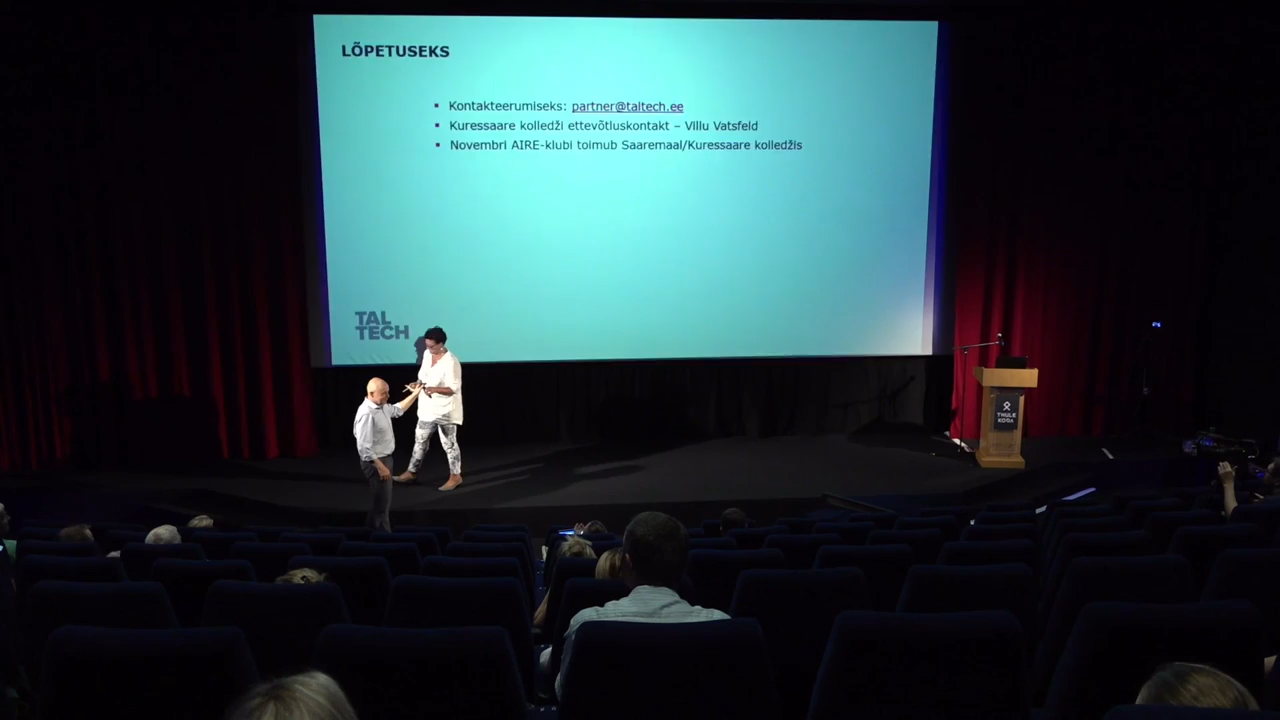 LÕPETUSEKS
▪ Kontakteerumiseks: partner@taltech.ee
▪ Kuressaare kolledži ettevõtluskontakt – Villu Vatsfeld
▪ Novembri AIRE-klubi toimub Saaremaal/Kuressaare kolledžis
TAL
TECH
THULE
KODA